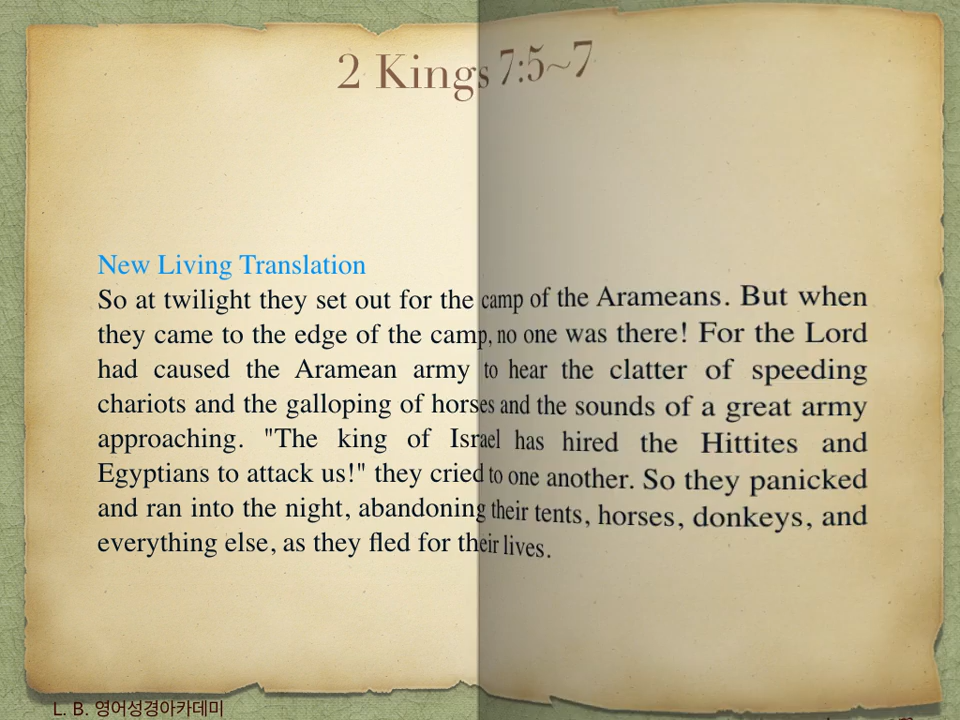 2 Kings 7:5~7
New Living Translation
So at twilight they set out for the camp of the Arameans. But when
they came to the edge of the camp, no one was there! For the Lord
had caused the Aramean army to hear the clatter of speeding
chariots and the galloping of horses and the sounds of a great army
approaching. "The king of Israel has hired the Hittites and
Egyptians to attack us!" they cried to one another. So they panicked
and ran into the night, abandoning their tents, horses, donkeys, and
everything else, as they fled for their lives.
L. B. 영어성경아카데미